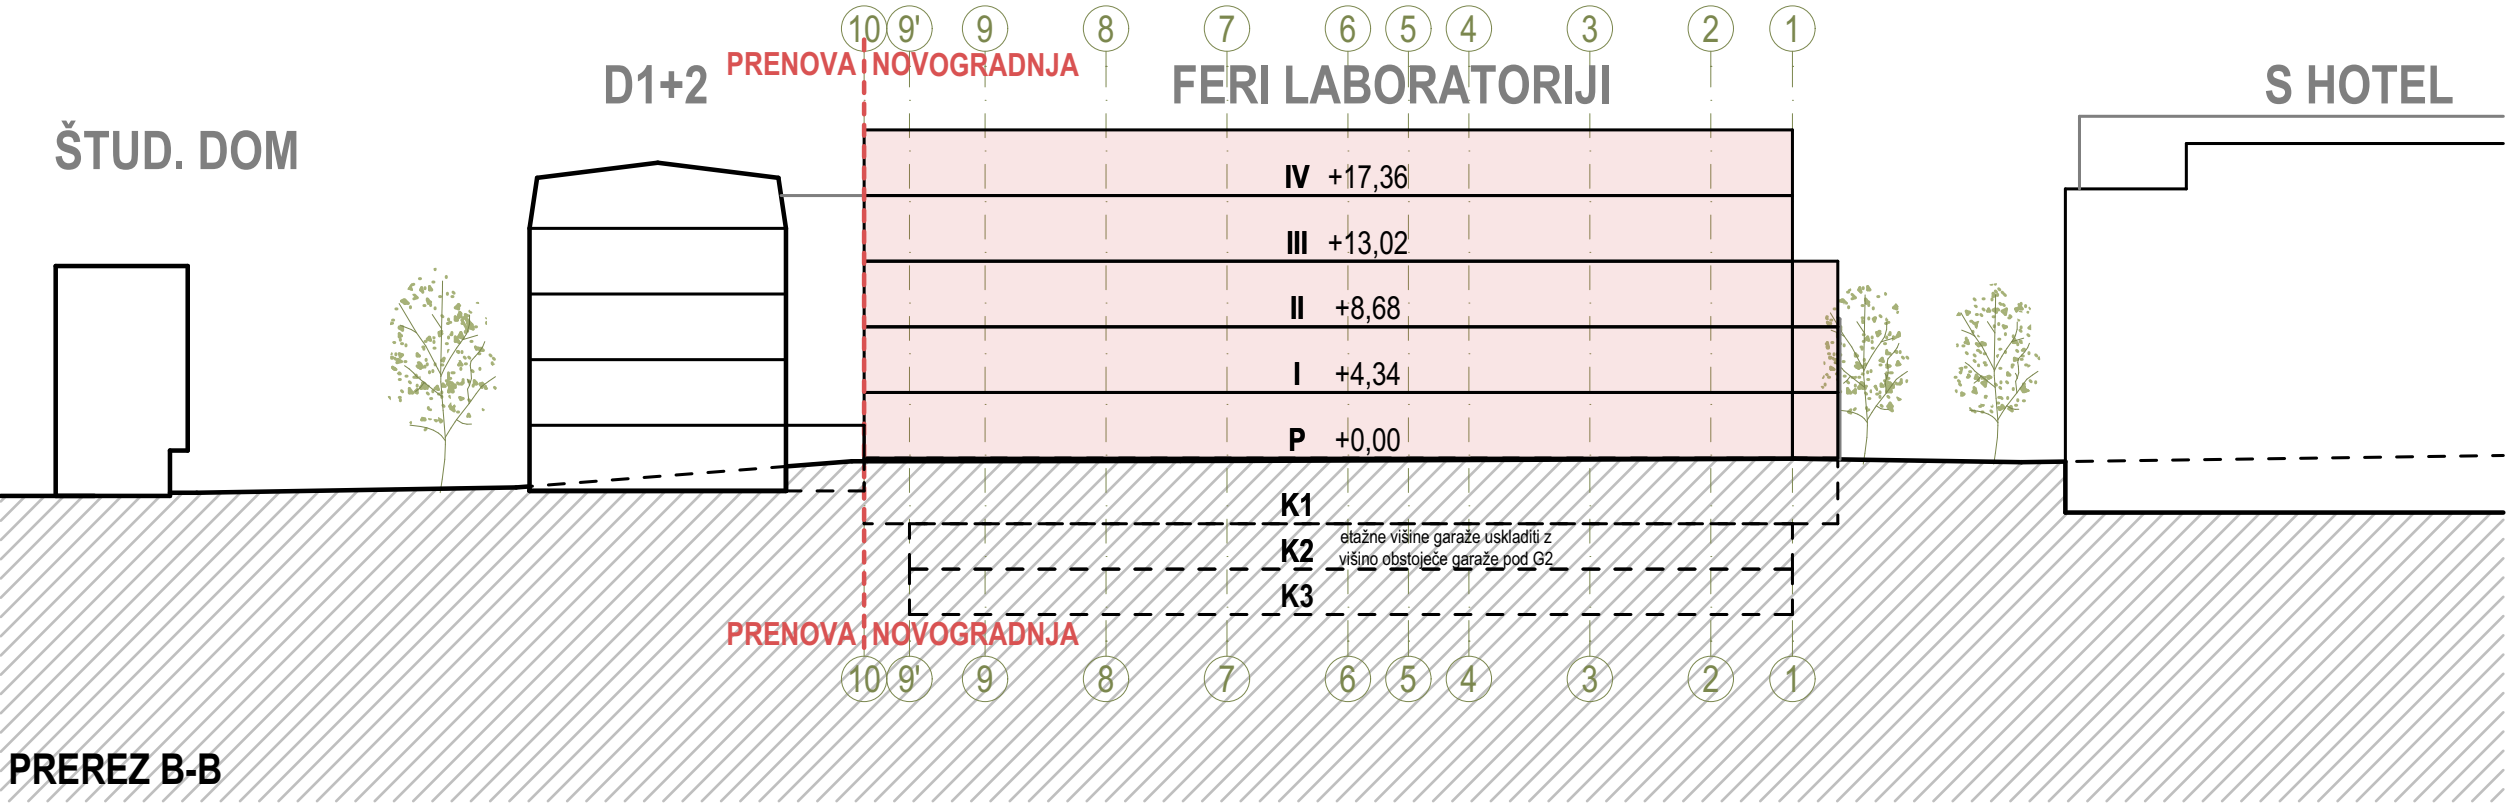 10 9' 9 8 7 6 5 4 3 2 1
PRENOVA NOVOGRADNJA
D1+2 FERI LABORATORIJI S HOTEL
ŠTUD. DOM
IV +17,36
III +13,02
II +8,68
I +4,34
P +0,00
K1
etažne višine garaže uskladiti z
K2
višino obstoječe garaže pod G2
K3
PRENOVA NOVOGRADNJA
10 9' 9 8 7 6 5 4 3 2 1
PREREZ B-B